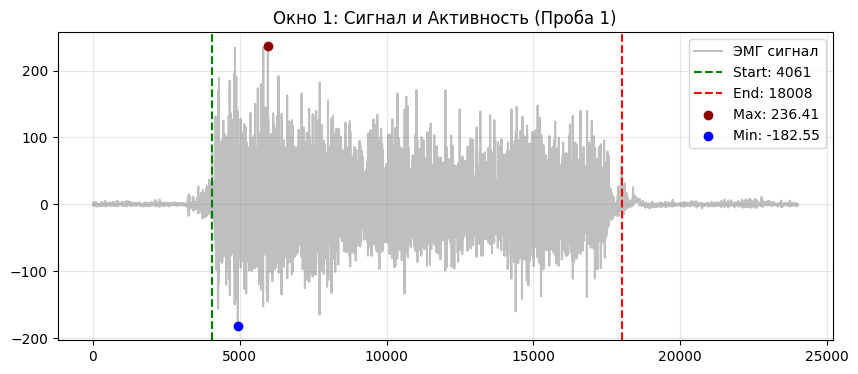 Окно 1: Сигнал и Активность (Проба 1)
ЭМГ сигнал
Start: 4061
End: 18008
Max: 236.41
Min: -182.55
200
100
0
−100
−200
0
5000
10000
15000
20000
25000